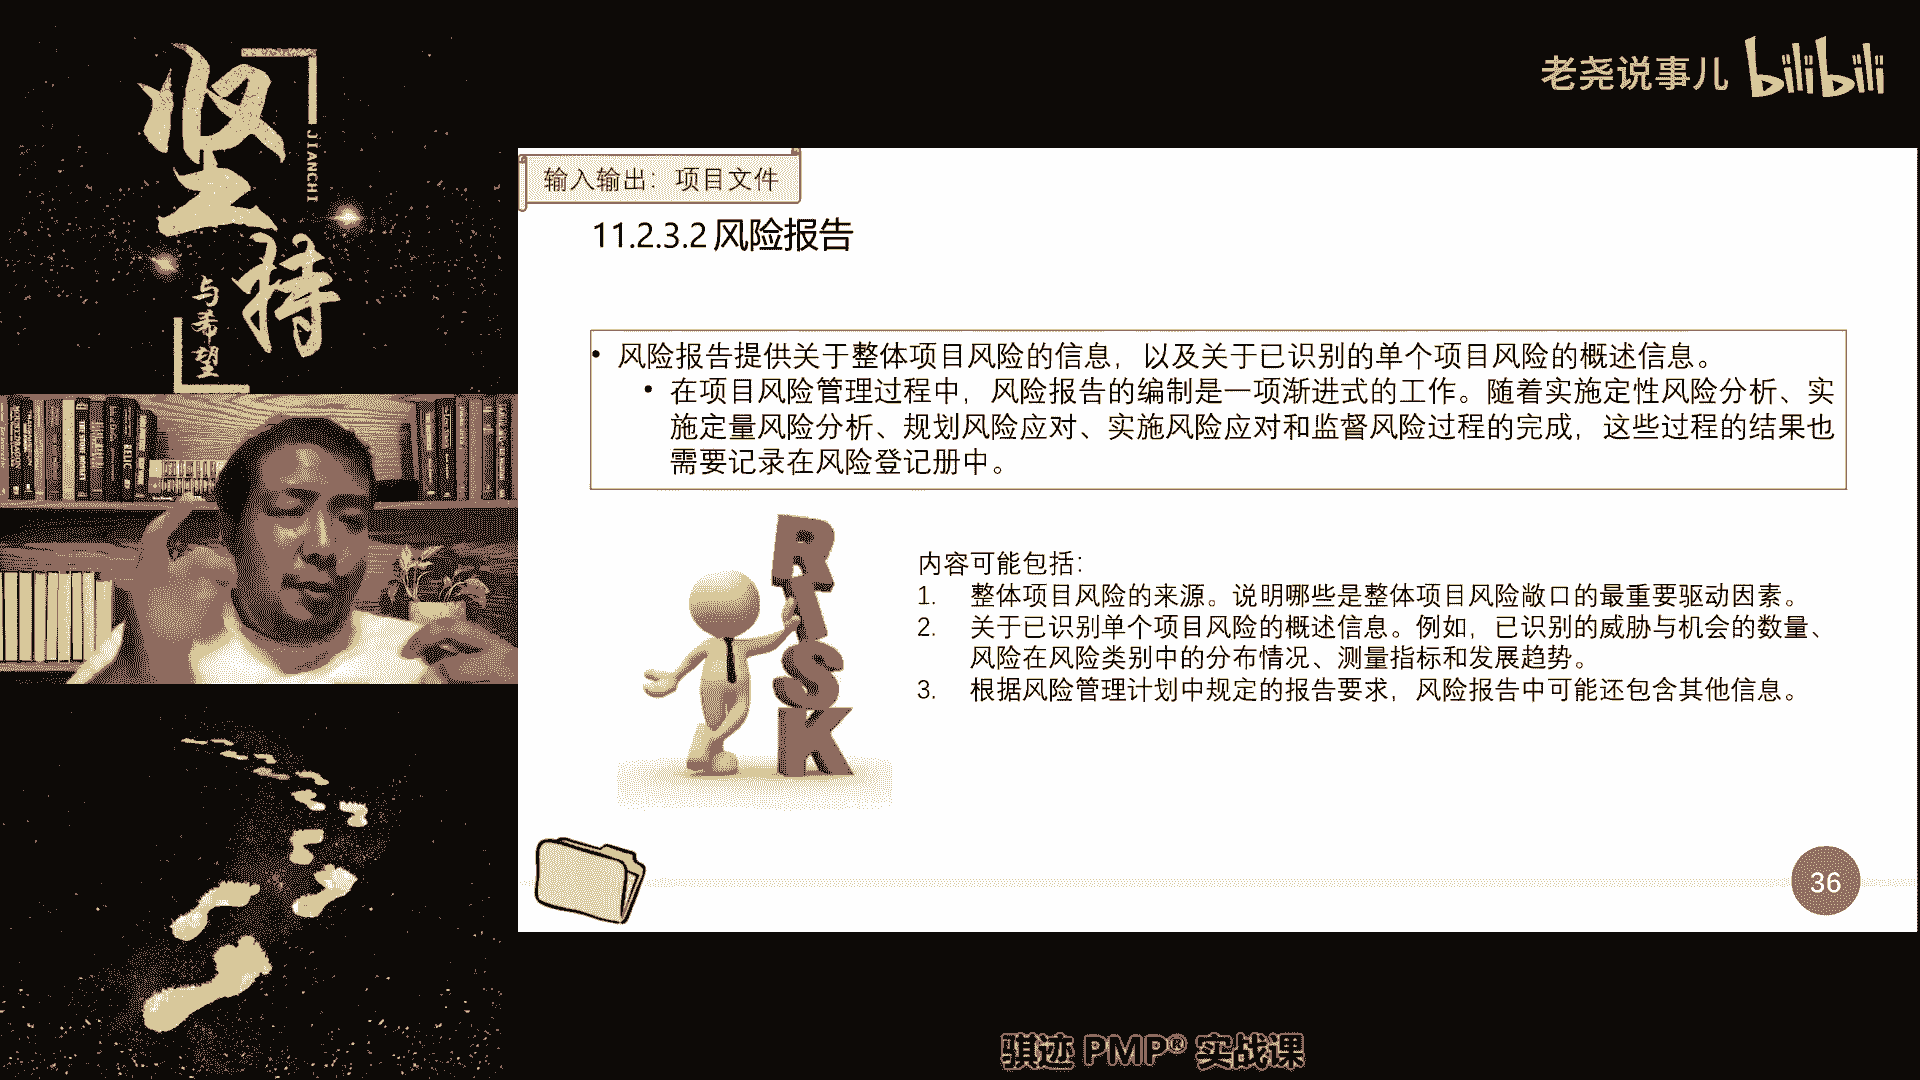 坚持
JIANCHI
与希望
老尧说事儿 bilibili
输入输出：项目文件
11.2.3.2 风险报告
• 风险报告提供关于整体项目风险的信息，以及关于已识别的单个项目风险的概述信息。
• 在项目风险管理过程中，风险报告的编制是一项渐进式的工作。随着实施定性风险分析、实
施定量风险分析、规划风险应对、实施风险应对和监督风险过程的完成，这些过程的结果也
需要记录在风险登记册中。
RISK
内容可能包括：
1. 整体项目风险的来源。说明哪些是整体项目风险敞口的最重要驱动因素。
2. 关于已识别单个项目风险的概述信息。例如，已识别的威胁与机会的数量、
风险在风险类别中的分布情况、测量指标和发展趋势。
3. 根据风险管理计划中规定的报告要求，风险报告中可能还包含其他信息。
36
骐迹 PMP® 实战课